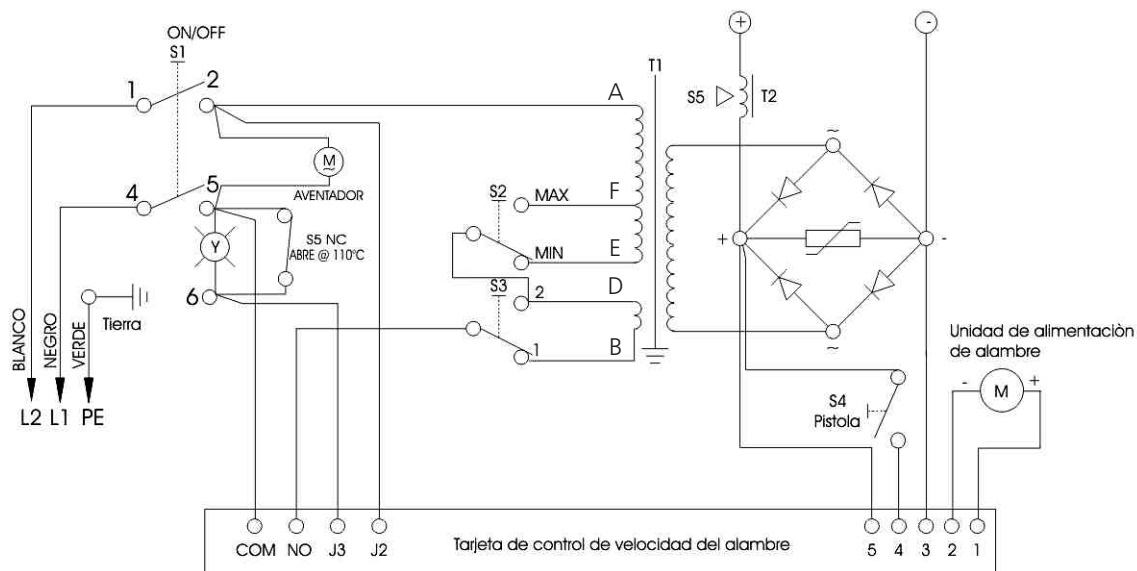 ON/OFF
S1
1
2
4
5
6
M
~
AVENTADOR
Y
S5 NC
ABRE @ 110°C
Tierra
BLANCO
NEGRO
VERDE
L2 L1 PE
A
F
E
D
B
S2
MAX
MIN
S3
2
1
T1
+
-
S5
T2
~
+
-
~
S4
Pistola
Unidad de alimentaciòn
de alambre
-
M
+
COM NO J3 J2
Tarjeta de control de velocidad del alambre
5 4 3 2 1